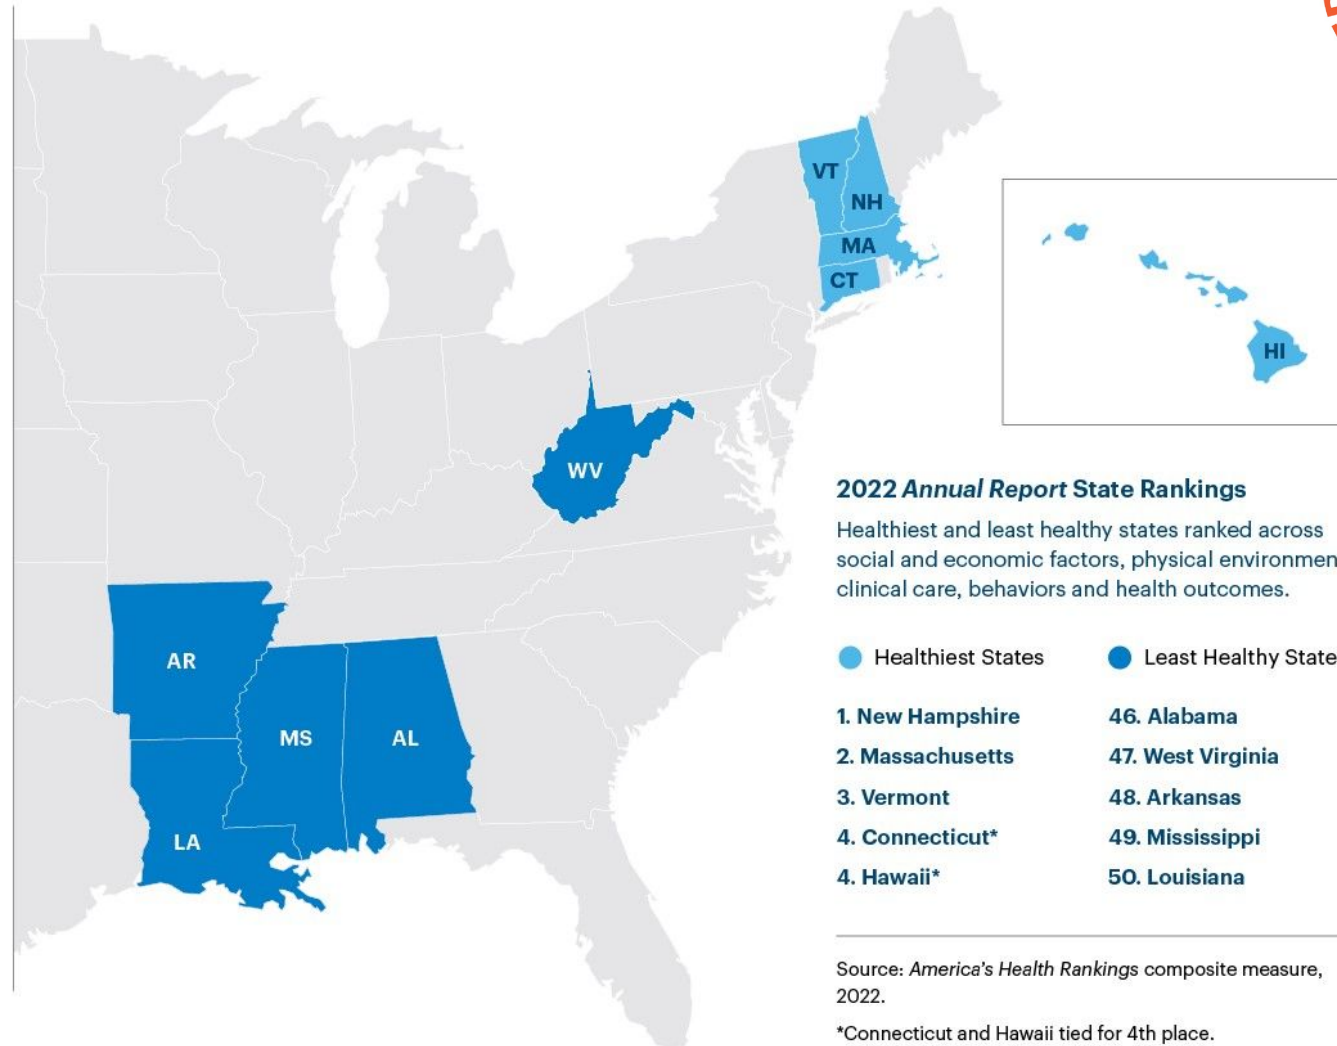 VT
NH
MA
CT
HI
WV
AR
MS
AL
LA
2022 Annual Report State Rankings
Healthiest and least healthy states ranked across
social and economic factors, physical environmen
clinical care, behaviors and health outcomes.
Healthiest States
Least Healthy State
1. New Hampshire
2. Massachusetts
3. Vermont
4. Connecticut*
4. Hawaii*
46. Alabama
47. West Virginia
48. Arkansas
49. Mississippi
50. Louisiana
Source: America's Health Rankings composite measure,
2022.
*Connecticut and Hawaii tied for 4th place.